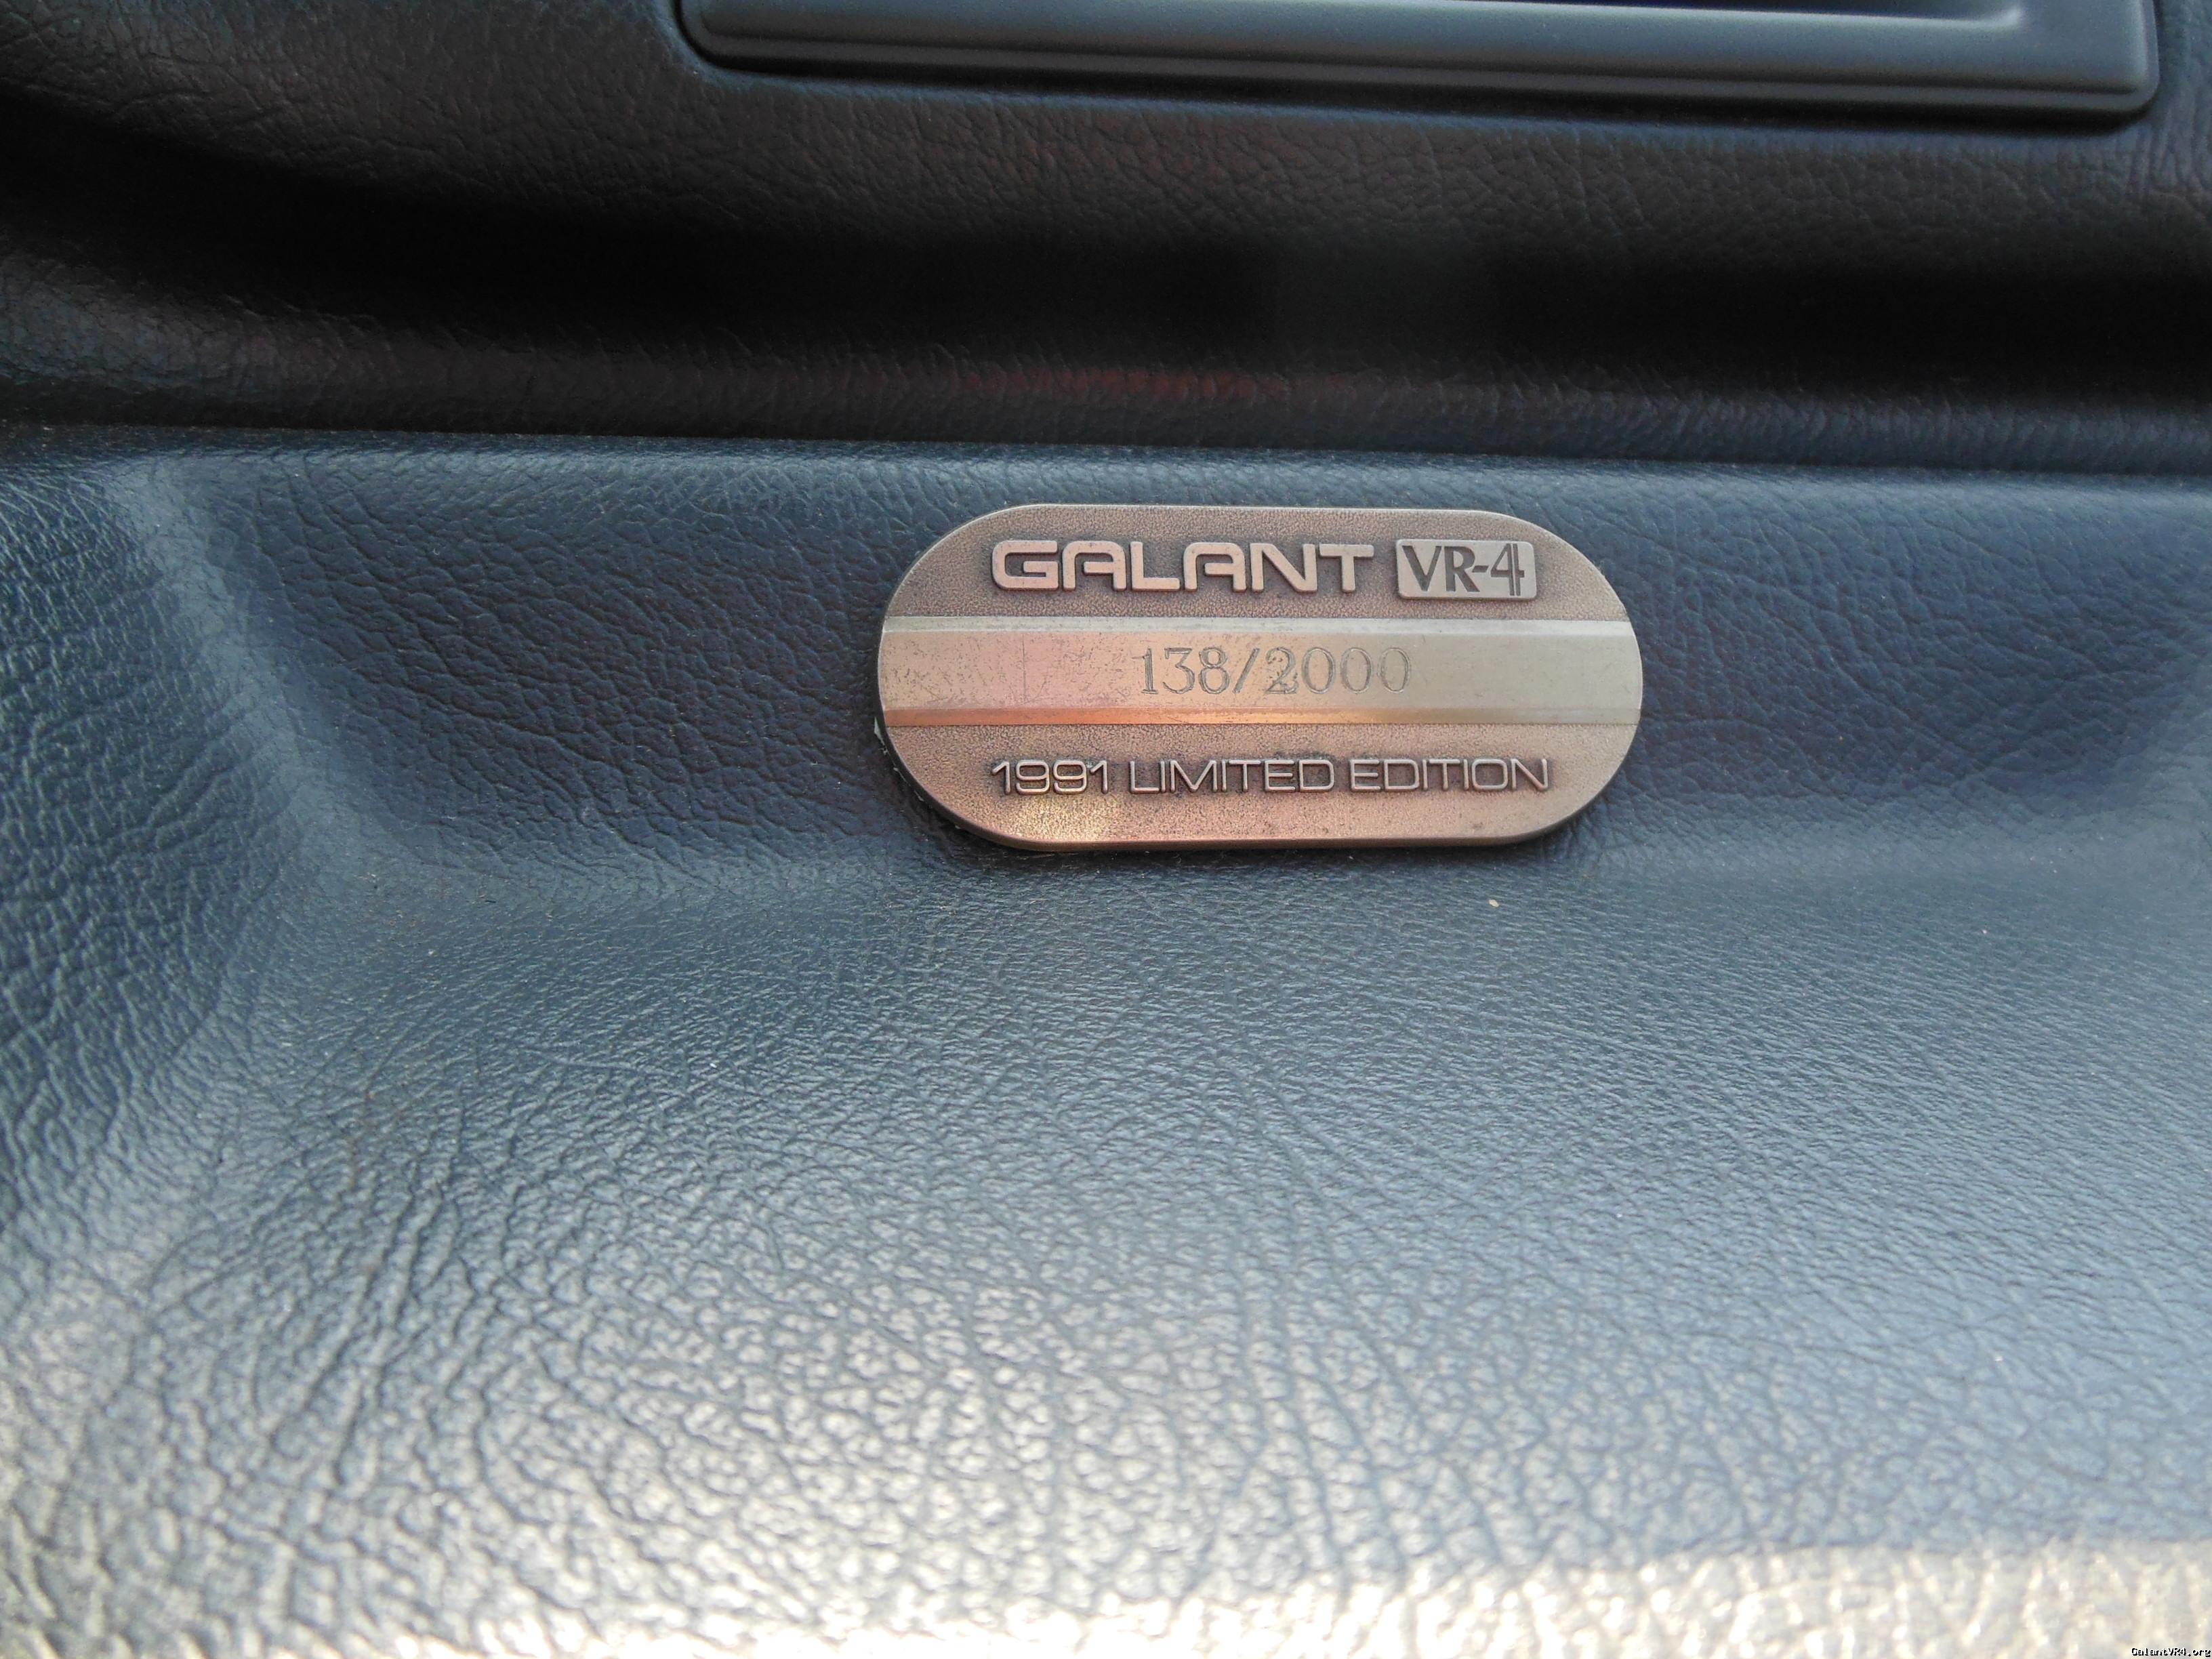 GALANT VR-4
138/2000
1991 LIMITED EDITION
GalantVR4.org